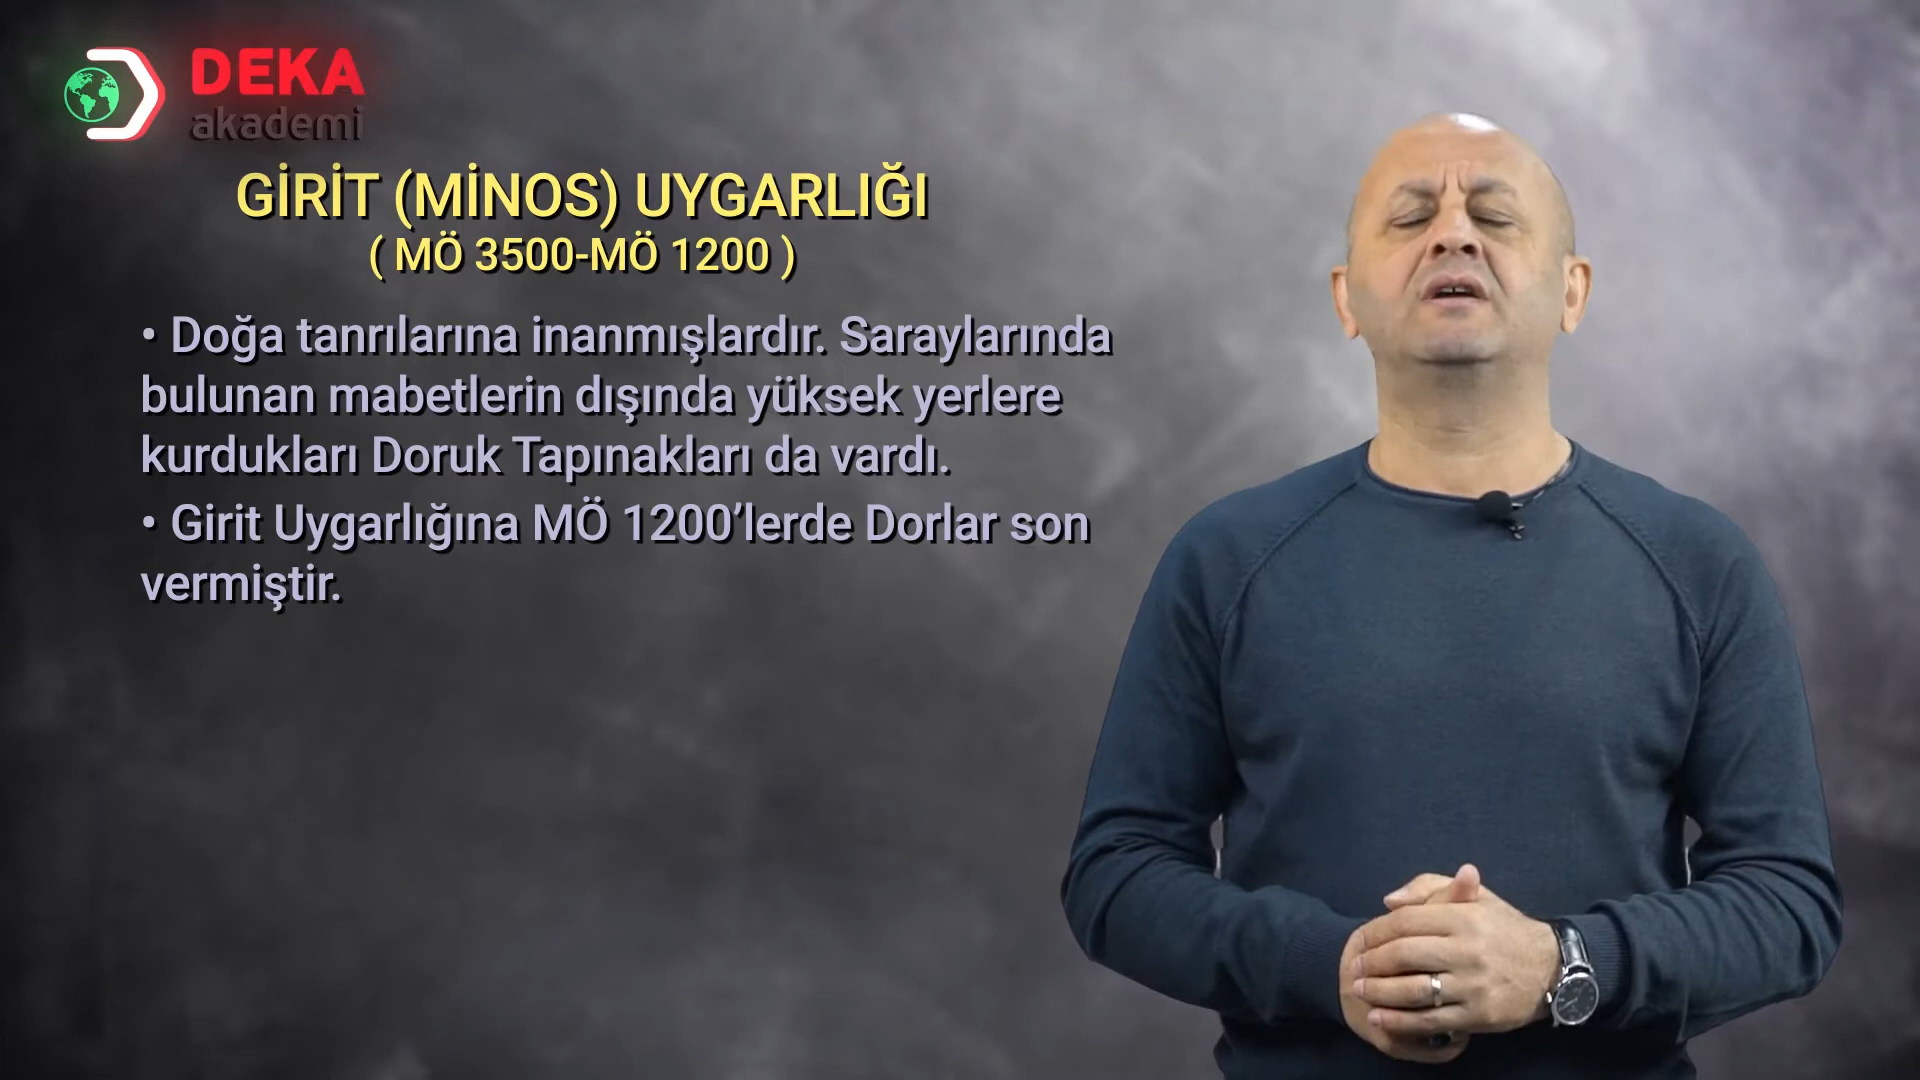 DEKA
akademi
GİRİT (MİNOS) UYGARLIĞI
( MÖ 3500-MÖ 1200 )
• Doğa tanrılarına inanmışlardır. Saraylarında
bulunan mabetlerin dışında yüksek yerlere
kurdukları Doruk Tapınakları da vardı.
• Girit Uygarlığına MÖ 1200’lerde Dorlar son
vermiştir.